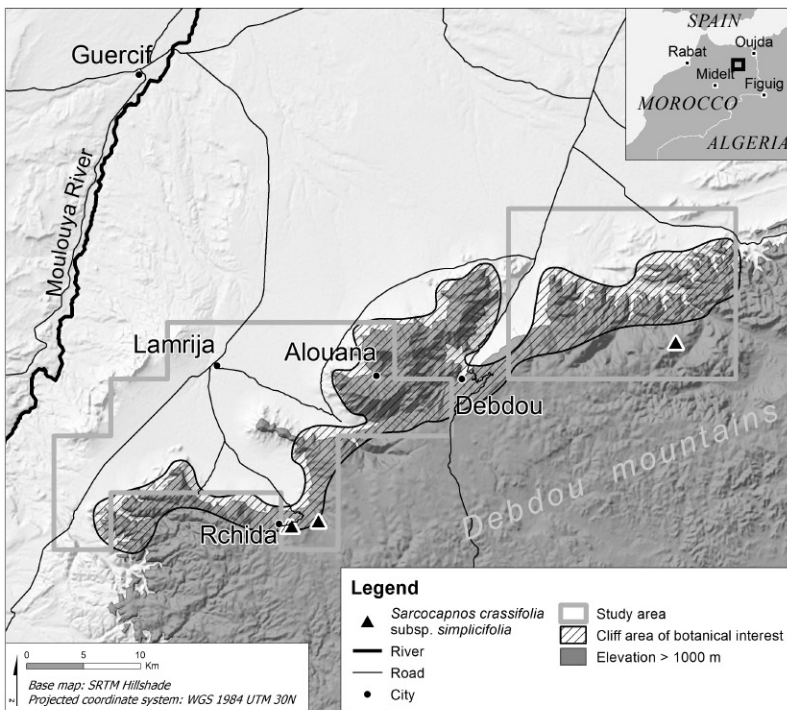 Guercif
Moulouya River
SPAIN
Rabat
Oujda
Midelt
Figuig
MOROCCO
ALGERIA
Lamrija
Alouana
Debdou
Debdou mountains
Rchida
Legend
Sarcocapnos crassifolia
subsp. simplicifolia
River
Road
City
Study area
Cliff area of botanical interest
Elevation > 1000 m
0 5 10
Km
Base map: SRTM Hillshade
Projected coordinate system: WGS 1984 UTM 30N
z